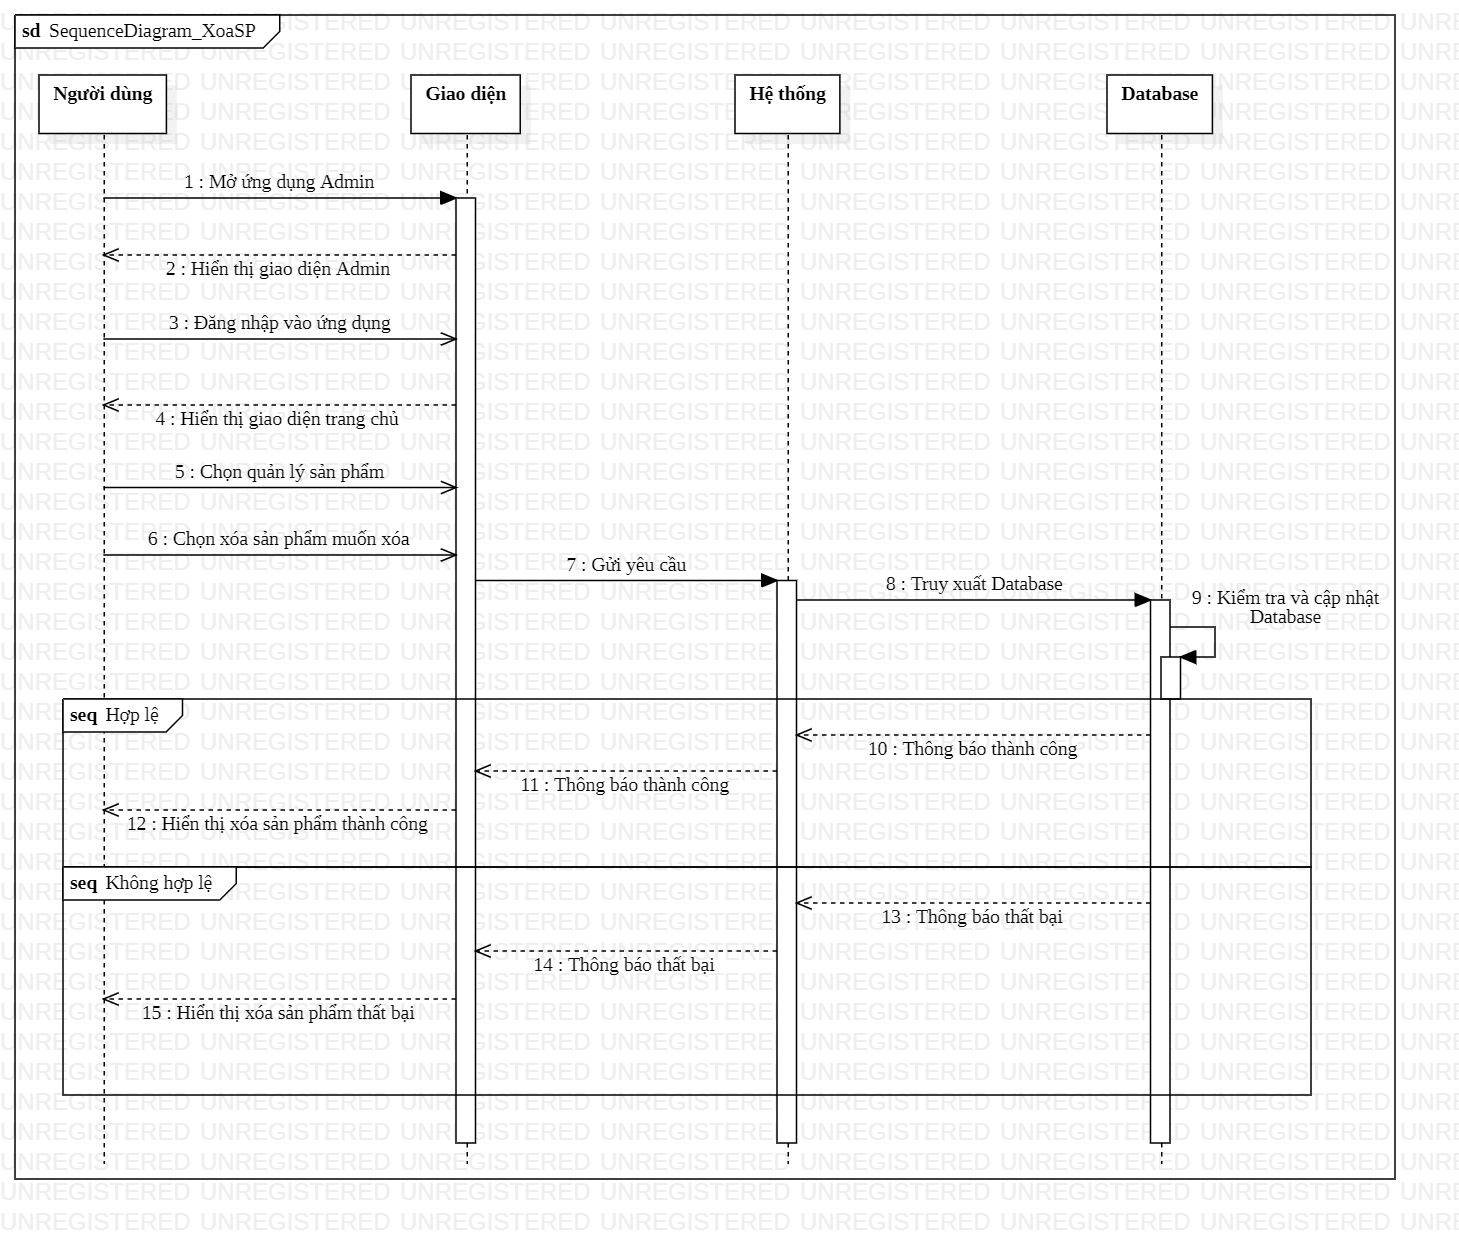 sd SequenceDiagram_XoaSP
Người dùng
Giao diện
Hệ thống
Database
1 : Mở ứng dụng Admin
2 : Hiển thị giao diện Admin
3 : Đăng nhập vào ứng dụng
4 : Hiển thị giao diện trang chủ
5 : Chọn quản lý sản phẩm
6 : Chọn xóa sản phẩm muốn xóa
7 : Gửi yêu cầu
8 : Truy xuất Database
9 : Kiểm tra và cập nhật
Database
seq Hợp lệ
10 : Thông báo thành công
11 : Thông báo thành công
12 : Hiển thị xóa sản phẩm thành công
seq Không hợp lệ
13 : Thông báo thất bại
14 : Thông báo thất bại
15 : Hiển thị xóa sản phẩm thất bại
UNREGISTERED